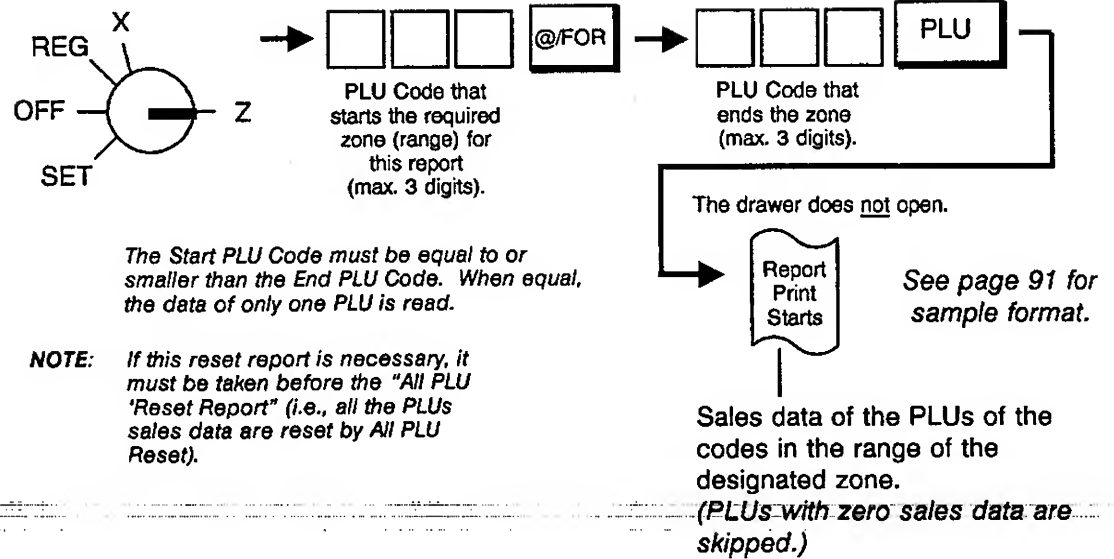 X
REG
OFF
Z
SET
@/FOR
PLU
PLU Code that
starts the required
zone (range) for
this report
(max. 3 digits).
PLU Code that
ends the zone
(max. 3 digits).
The drawer does not open.
The Start PLU Code must be equal to or
smaller than the End PLU Code. When equal,
the data of only one PLU is read.
Report
Print
Starts
See page 91 for
sample format.
NOTE: If this reset report is necessary, it
must be taken before the "All PLU
'Reset Report" (i.e., all the PLUs
sales data are reset by All PLU
Reset).
Sales data of the PLUs of the
codes in the range of the
designated zone.
(PLUs with zero sales data are
skipped.)